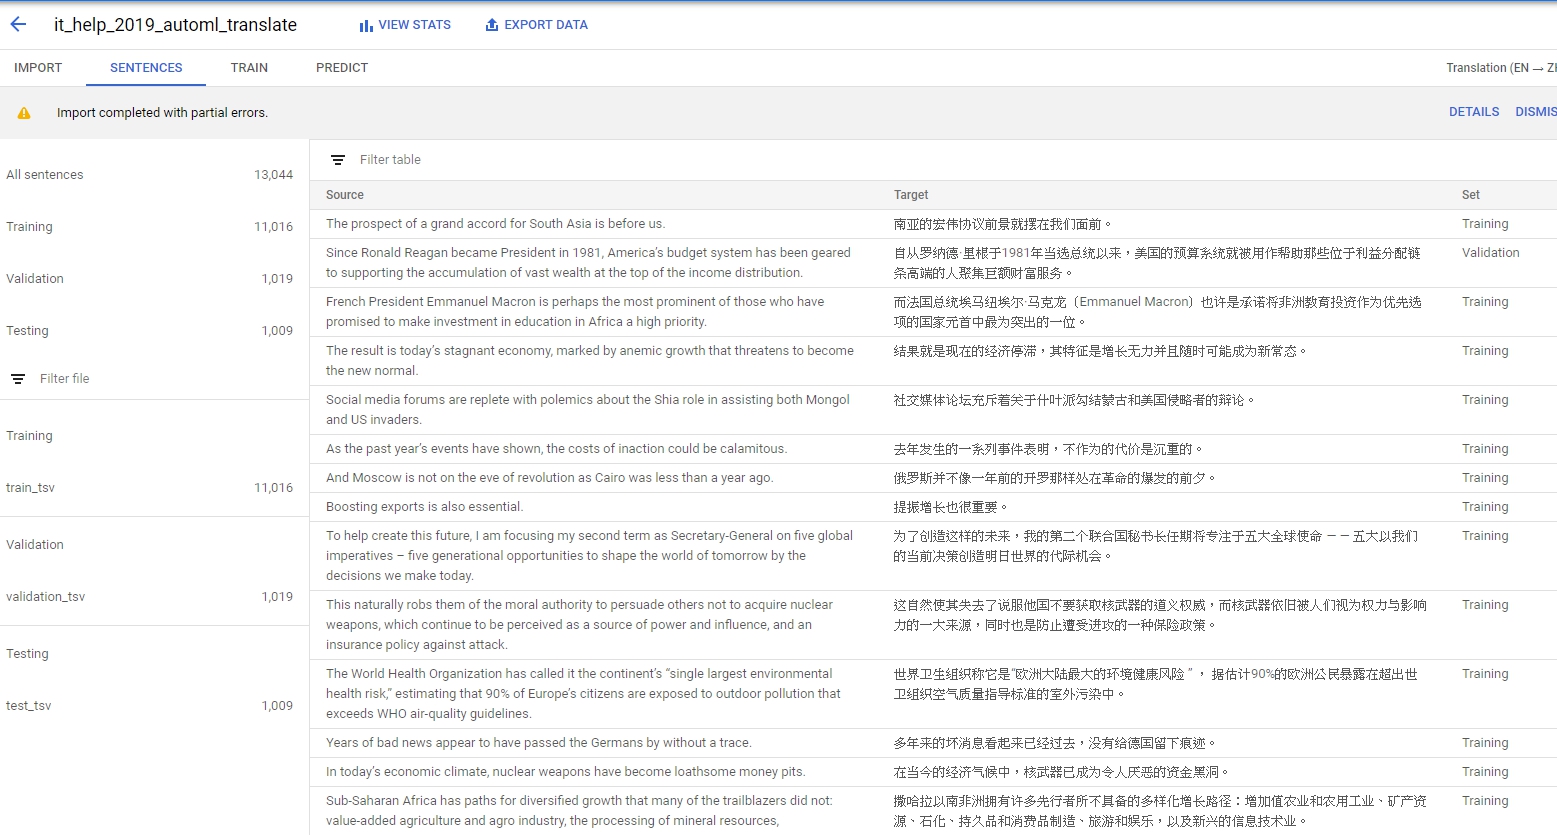 it_help_2019_automl_translate
VIEW STATS
EXPORT DATA
IMPORT
SENTENCES
TRAIN
PREDICT
Translation (EN → ZH
Import completed with partial errors.
DETAILS
DISMIS
All sentences 13,044
Training 11,016
Validation 1,019
Testing 1,009
Filter file
Training
train_tsv 11,016
Validation
validation_tsv 1,019
Testing
test_tsv 1,009
Filter table
Source Target Set
The prospect of a grand accord for South Asia is before us.
南亚的宏伟协议前景就摆在我们面前。
Training
Since Ronald Reagan became President in 1981, America's budget system has been geared
to supporting the accumulation of vast wealth at the top of the income distribution.
自从罗纳德·里根于1981年当选总统以来，美国的预算系统就被用作帮助那些位于利益分配链
条高端的人聚集巨额财富服务。
Validation
French President Emmanuel Macron is perhaps the most prominent of those who have
promised to make investment in education in Africa a high priority.
而法国总统埃马纽埃尔·马克龙（Emmanuel Macron）也许是承诺将非洲教育投资作为优先选
项的国家元首中最为突出的一位。
Training
The result is today's stagnant economy, marked by anemic growth that threatens to become
the new normal.
结果就是现在的经济停滞，其特征是增长无力并且随时可能成为新常态。
Training
Social media forums are replete with polemics about the Shia role in assisting both Mongol
and US invaders.
社交媒体论坛充斥着关于什叶派勾结蒙古和美国侵略者的辩论。
Training
As the past year's events have shown, the costs of inaction could be calamitous.
去年发生的一系列事件表明，不作为的代价是沉重的。
Training
And Moscow is not on the eve of revolution as Cairo was less than a year ago.
俄罗斯并不像一年前的开罗那样处在革命的爆发的前夕。
Training
Boosting exports is also essential.
提振增长也很重要。
Training
To help create this future, I am focusing my second term as Secretary-General on five global
imperatives – five generational opportunities to shape the world of tomorrow by the
decisions we make today.
为了创造这样的未来，我的第二个联合国秘书长任期将专注于五大全球使命 － – 五大以我们
的当前决策创造明日世界的代际机会。
Training
This naturally robs them of the moral authority to persuade others not to acquire nuclear
weapons, which continue to be perceived as a source of power and influence, and an
insurance policy against attack.
这自然使其失去了说服他国不要获取核武器的道义权威，而核武器依旧被人们视为权力与影响
力的一大来源，同时也是防止遭受进攻的一种保险政策。
Training
The World Health Organization has called it the continent's “single largest environmental
health risk,” estimating that 90% of Europe's citizens are exposed to outdoor pollution that
exceeds WHO air-quality guidelines.
世界卫生组织称它是“欧洲大陆最大的环境健康风险 ” ， 据估计90%的欧洲公民暴露在超出世
卫组织空气质量指导标准的室外污染中。
Training
Years of bad news appear to have passed the Germans by without a trace.
多年来的坏消息看起来已经过去，没有给德国留下痕迹。
Training
In today's economic climate, nuclear weapons have become loathsome money pits.
在当今的经济气候中，核武器已成为令人厌恶的资金黑洞。
Training
Sub-Saharan Africa has paths for diversified growth that many of the trailblazers did not:
value-added agriculture and agro industry, the processing of mineral resources,
撒哈拉以南非洲拥有许多先行者所不具备的多样化增长路径：增加值农业和农用工业、矿产资
源、石化、持久品和消费品制造、旅游和娱乐，以及新兴的信息技术业。
Training